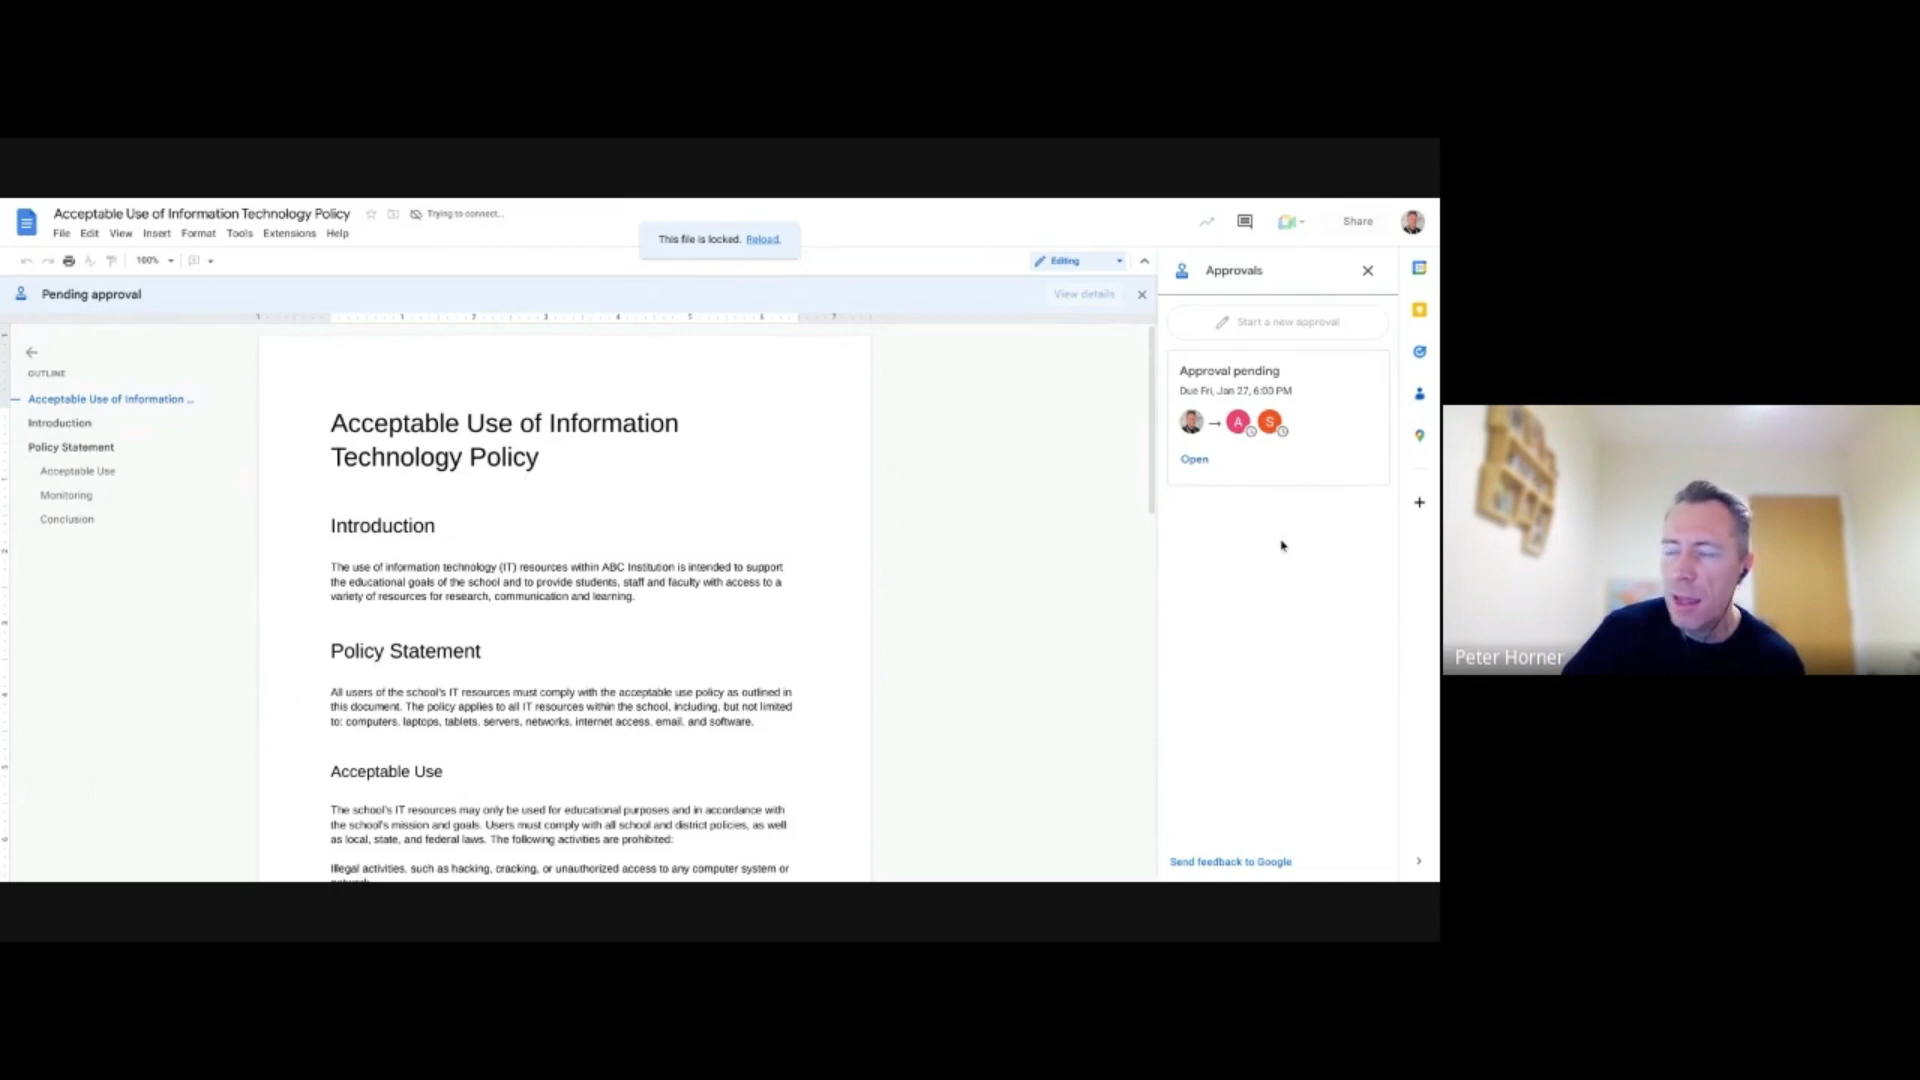 Acceptable Use of Information Technology Policy Trying to connect...
File Edit View Insert Format Tools Extensions Help
This file is locked. Reload.
Share
100%
Editing
Pending approval
View details
Approvals
Start a new approval
Approval pending
Due Fri, Jan 27, 6:00 PM
A S
Open
Send feedback to Google
1 1 2 3 4 5 6 7
OUTLINE
Acceptable Use of Information ...
Introduction
Policy Statement
Acceptable Use
Monitoring
Conclusion
Acceptable Use of Information
Technology Policy
Introduction
The use of information technology (IT) resources within ABC Institution is intended to support
the educational goals of the school and to provide students, staff and faculty with access to a
variety of resources for research, communication and learning.
Policy Statement
All users of the school's IT resources must comply with the acceptable use policy as outlined in
this document. The policy applies to all IT resources within the school, including, but not limited
to: computers, laptops, tablets, servers, networks, internet access, email, and software.
Acceptable Use
The school's IT resources may only be used for educational purposes and in accordance with
the school's mission and goals. Users must comply with all school and district policies, as well
as local, state, and federal laws. The following activities are prohibited:
Illegal activities, such as hacking, cracking, or unauthorized access to any computer system or
Peter Horner